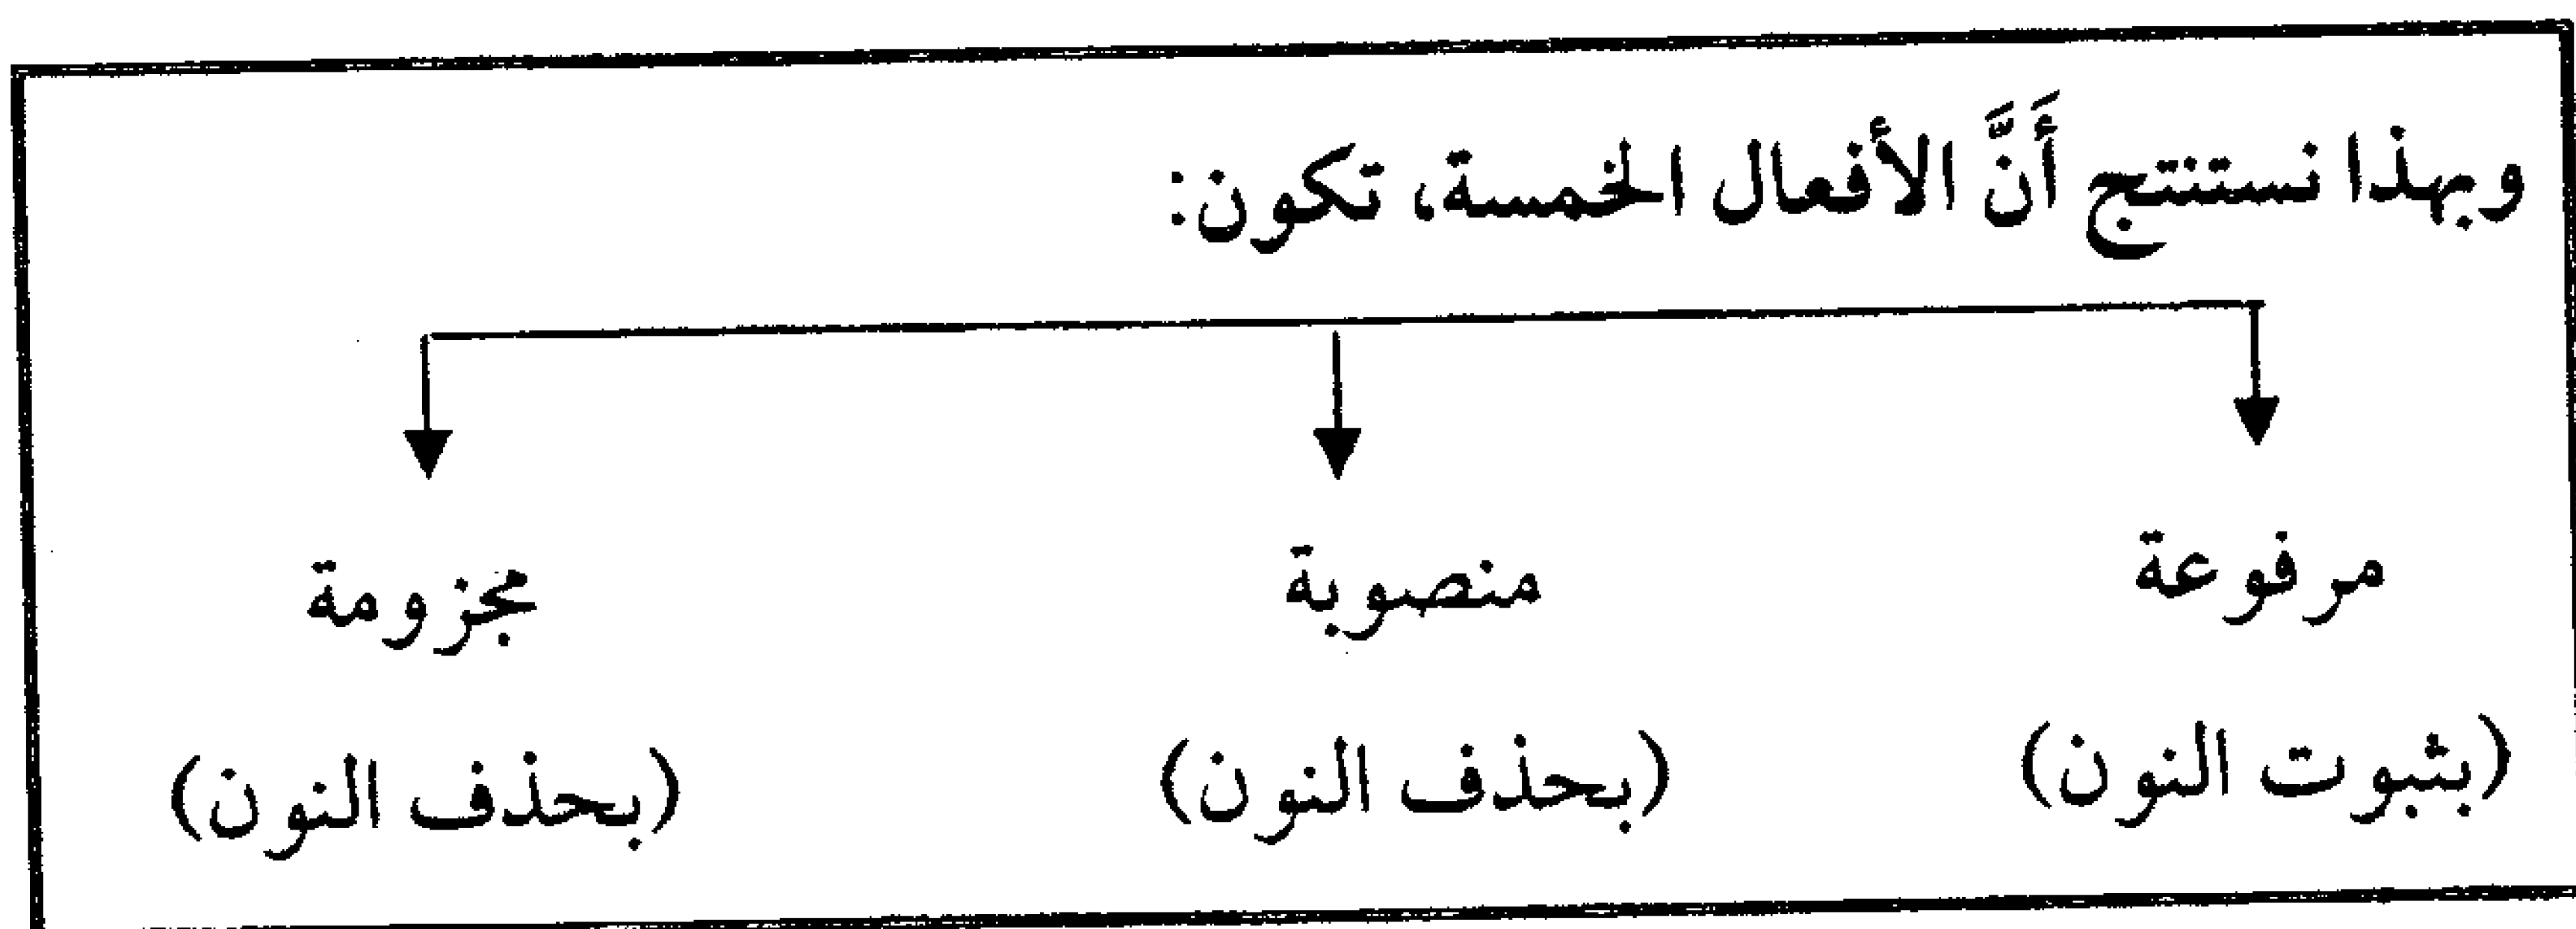 وبهذا نستنتج أَنَّ الأفعال الخمسة، تكون:
مرفوعة منصوبة مجزومة
(بثبوت النون) (بحذف النون) (بحذف النون)